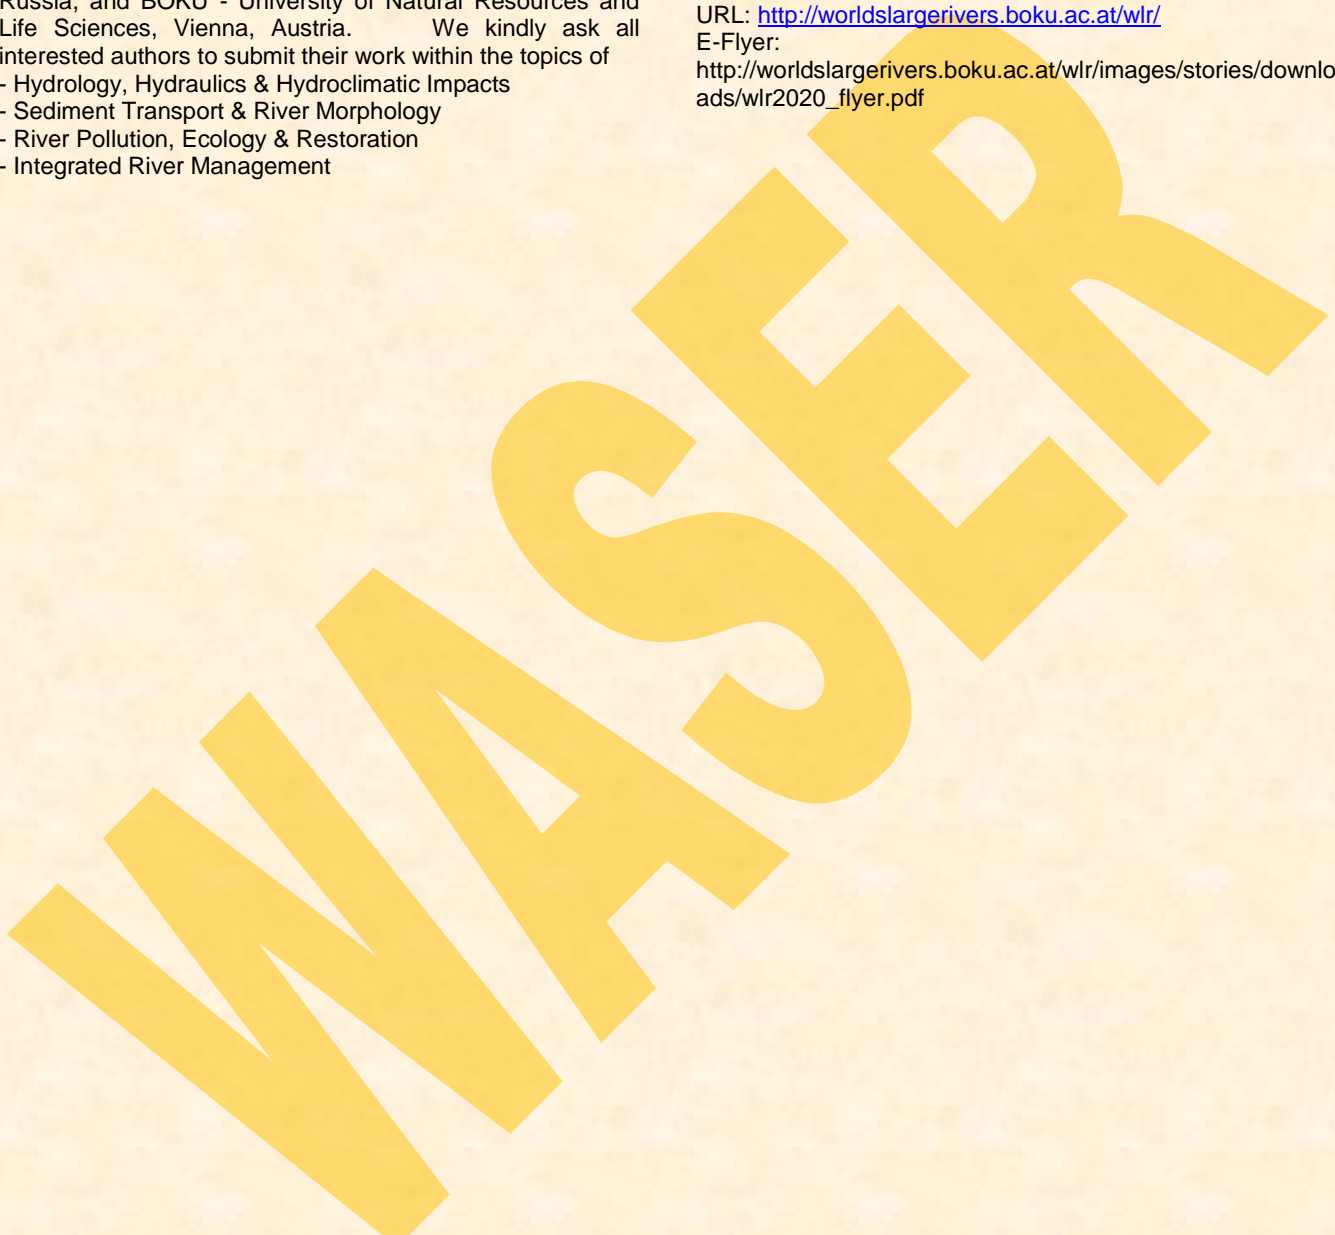 Russia, and BOKU - University of Natural Resources and
Life Sciences, Vienna, Austria. We kindly ask all
interested authors to submit their work within the topics of
- Hydrology, Hydraulics & Hydroclimatic Impacts
- Sediment Transport & River Morphology
- River Pollution, Ecology & Restoration
- Integrated River Management
URL: http://worldslargerivers.boku.ac.at/wlr/
E-Flyer:
http://worldslargerivers.boku.ac.at/wlr/images/stories/downlo
ads/wlr2020_flyer.pdf
WASER